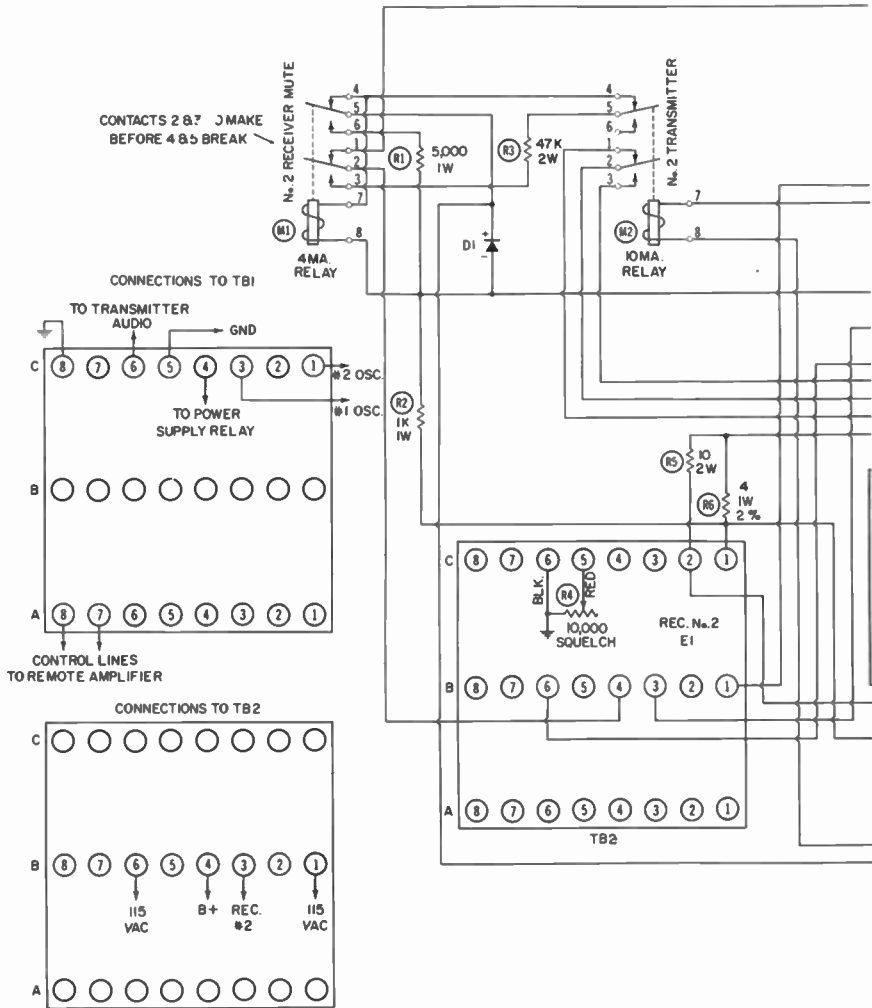 CONTACTS 2 & TO MAKE
BEFORE 4 & 5 BREAK
No. 2 RECEIVER MUTE
4
5
6
1
2
3
7
8
M1
4 MA.
RELAY
R1
5,000
1W
R3
47K
2W
D1
+
-
4
5
6
1
2
3
7
8
No. 2 TRANSMITTER
M2
10 MA.
RELAY
CONNECTIONS TO TB1
TO TRANSMITTER
AUDIO
GND
C 8 7 6 5 4 3 2 1
#2 OSC.
#1 OSC.
TO POWER
SUPPLY RELAY
B
A 8 7 6 5 4 3 2 1
CONTROL LINES
TO REMOTE AMPLIFIER
R2
1K
1W
R5
10
2W
R6
4
1W
2 %
C 8 7 6 5 4 3 2 1
BLK.
RED
R4
10,000
SQUELCH
REC. No. 2
E1
B 8 7 6 5 4 3 2 1
A 8 7 6 5 4 3 2 1
TB2
CONNECTIONS TO TB2
C
B 8 7 6 5 4 3 2 1
115
VAC
B+
REC.
#2
115
VAC
A